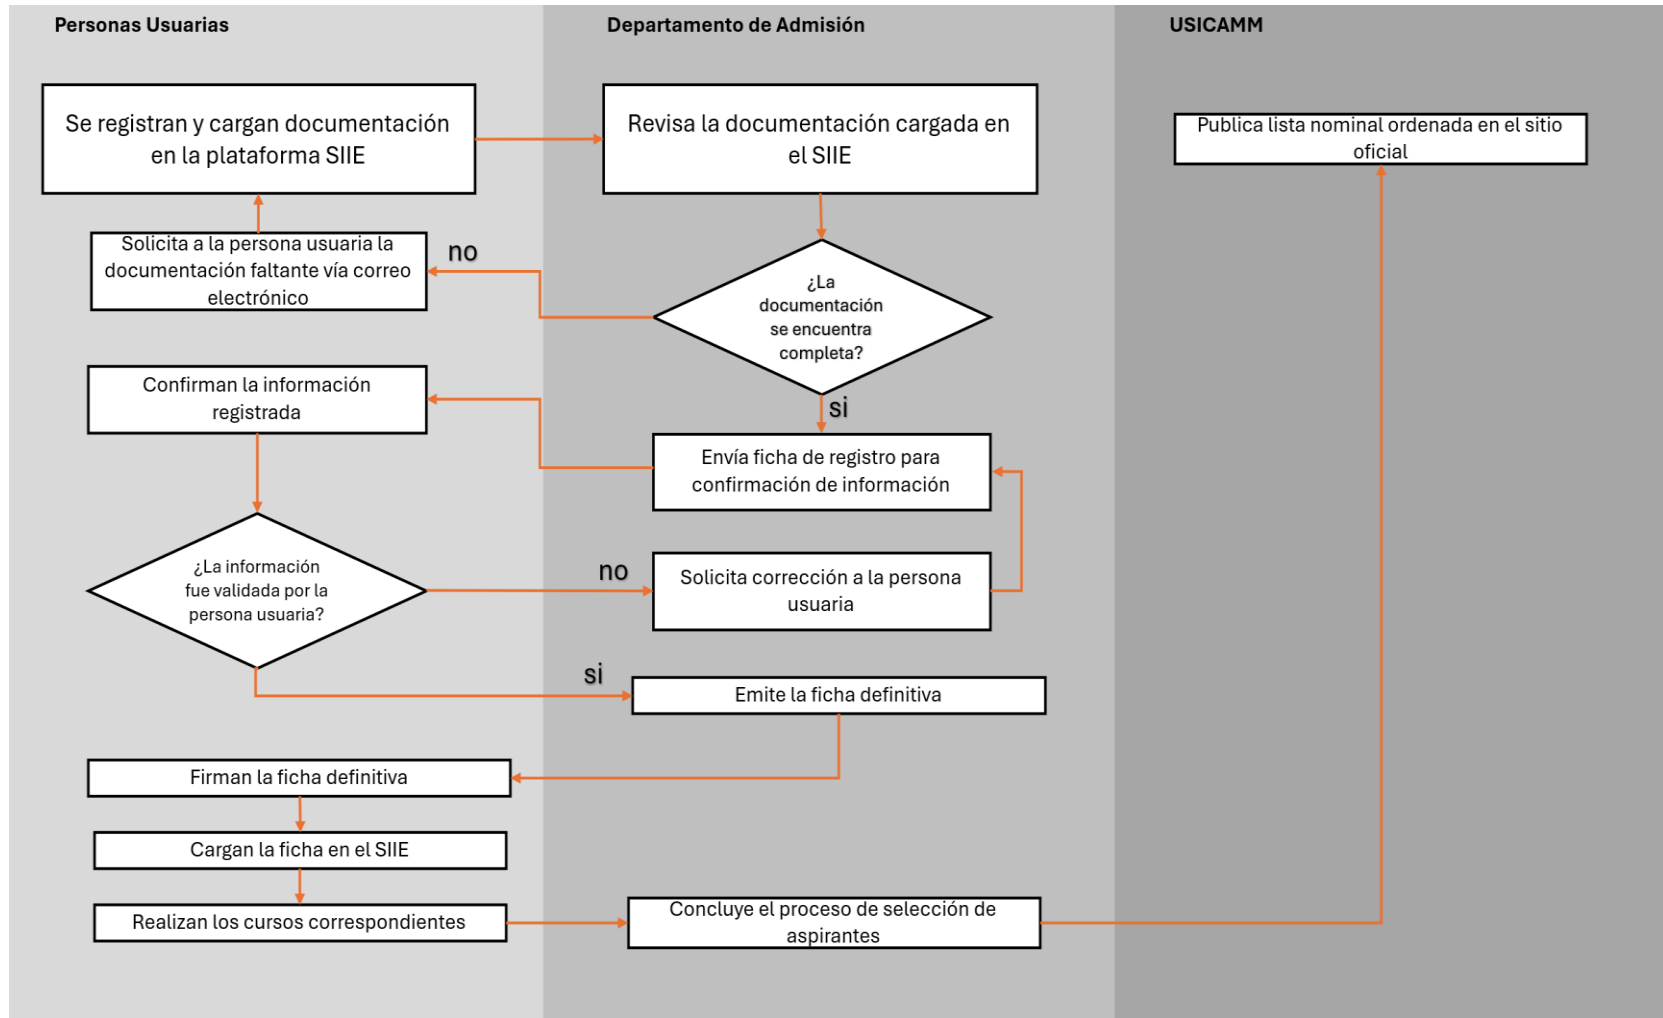 Personas Usuarias
Departamento de Admisión
USICAMM
Se registran y cargan documentación
en la plataforma SIIE
Revisa la documentación cargada en
el SIIE
Publica lista nominal ordenada en el sitio
oficial
Solicita a la persona usuaria la
documentación faltante vía correo
electrónico
no
¿La
documentación
se encuentra
completa?
si
Confirman la información
registrada
Envía ficha de registro para
confirmación de información
¿La información
fue validada por la
persona usuaria?
no
Solicita corrección a la persona
usuaria
si
Emite la ficha definitiva
Firman la ficha definitiva
Cargan la ficha en el SIIE
Realizan los cursos correspondientes
Concluye el proceso de selección de
aspirantes